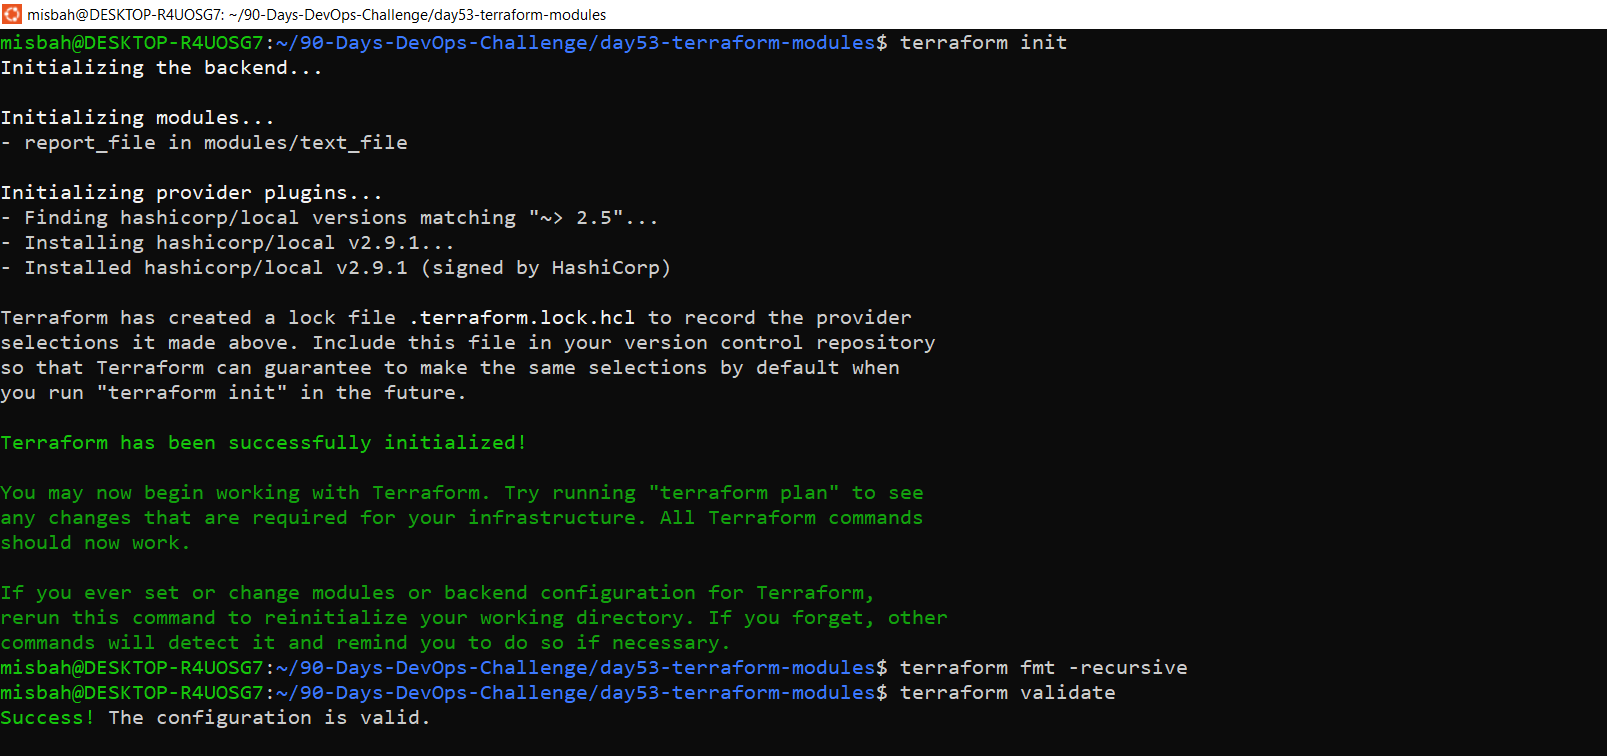 misbah@DESKTOP-R4UOSG7: ~/90-Days-DevOps-Challenge/day53-terraform-modules
misbah@DESKTOP-R4UOSG7:~/90-Days-DevOps-Challenge/day53-terraform-modules$ terraform init
Initializing the backend...
Initializing modules...
- report_file in modules/text_file
Initializing provider plugins...
- Finding hashicorp/local versions matching "~> 2.5"...
- Installing hashicorp/local v2.9.1...
- Installed hashicorp/local v2.9.1 (signed by HashiCorp)
Terraform has created a lock file .terraform.lock.hcl to record the provider
selections it made above. Include this file in your version control repository
so that Terraform can guarantee to make the same selections by default when
you run "terraform init" in the future.
Terraform has been successfully initialized!
You may now begin working with Terraform. Try running "terraform plan" to see
any changes that are required for your infrastructure. All Terraform commands
should now work.
If you ever set or change modules or backend configuration for Terraform,
rerun this command to reinitialize your working directory. If you forget, other
commands will detect it and remind you to do so if necessary.
misbah@DESKTOP-R4UOSG7:~/90-Days-DevOps-Challenge/day53-terraform-modules$ terraform fmt -recursive
misbah@DESKTOP-R4UOSG7:~/90-Days-DevOps-Challenge/day53-terraform-modules$ terraform validate
Success! The configuration is valid.